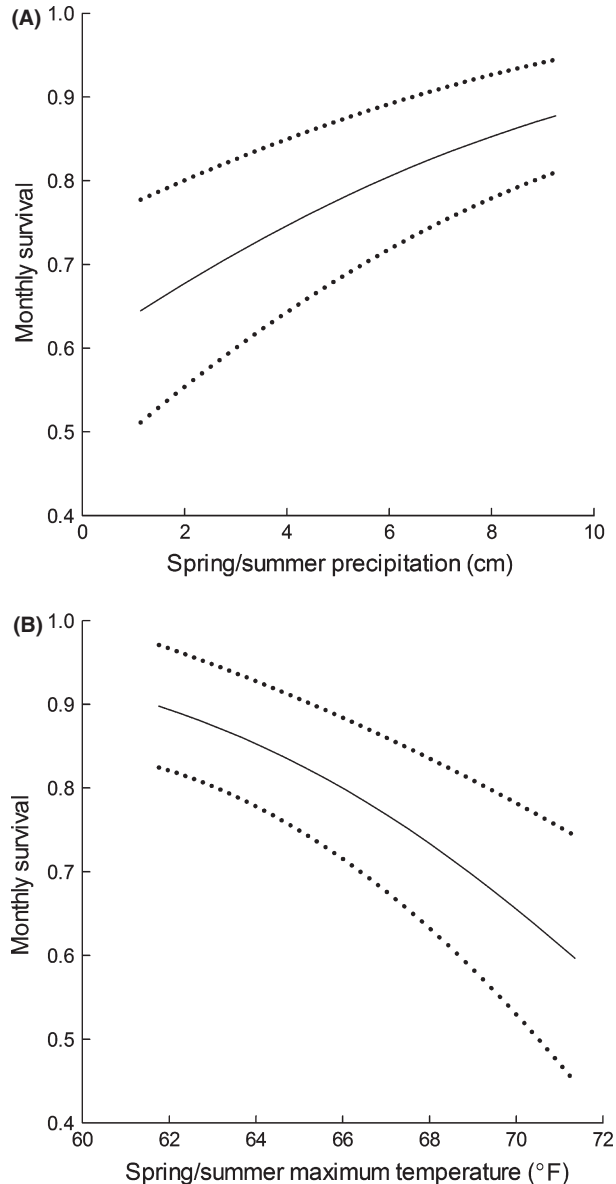 (A)
1.0
0.9
0.8
0.7
0.6
0.5
0.4
Monthly survival
0 2 4 6 8 10
Spring/summer precipitation (cm)
(B)
1.0
0.9
0.8
0.7
0.6
0.5
0.4
Monthly survival
60 62 64 66 68 70 72
Spring/summer maximum temperature (°F)